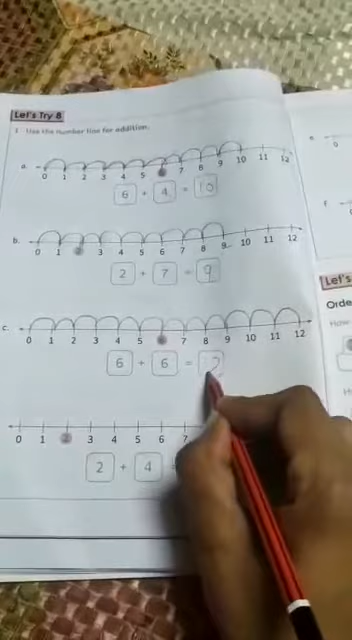 Let's Try 8
1. Use the number line for addition.
a. 0 1 2 3 4 5 6 7 8 9 10 11 12
6 + 4 = 10
b. 0 1 2 3 4 5 6 7 8 9 10 11 12
2 + 7 = 9
c. 0 1 2 3 4 5 6 7 8 9 10 11 12
6 + 6 = 12
0 1 2 3 4 5 6 7
2 + 4 =
e.
0
f.
Let's
Orde
How